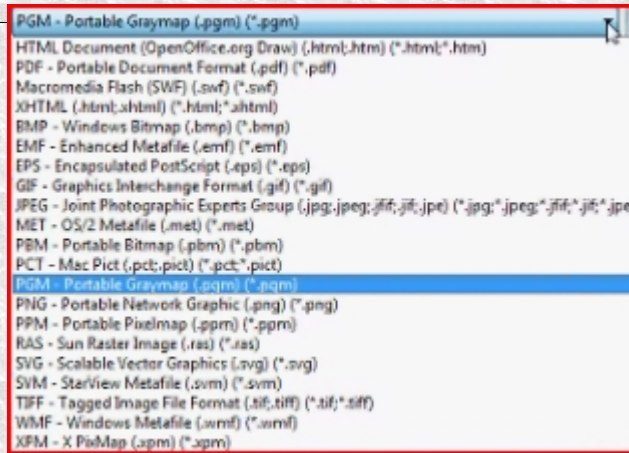 PGM - Portable Graymap (.pgm) (*.pgm)
HTML Document (OpenOffice.org Draw) (.html;.htm) (*.html;*.htm)
PDF - Portable Document Format (.pdf) (*.pdf)
Macromedia Flash (SWF) (.swf) (*.swf)
XHTML (.html;.xhtml) (*.html;*.xhtml)
BMP - Windows Bitmap (.bmp) (*.bmp)
EMF - Enhanced Metafile (.emf) (*.emf)
EPS - Encapsulated PostScript (.eps) (*.eps)
GIF - Graphics Interchange Format (.gif) (*.gif)
JPEG - Joint Photographic Experts Group (.jpg;.jpeg;.jfif;.jif;.jpe) (*.jpg;*.jpeg;*.jfif;*.jif;*.jpe
MET - OS/2 Metafile (.met) (*.met)
PBM - Portable Bitmap (.pbm) (*.pbm)
PCT - Mac Pict (.pct;.pict) (*.pct;*.pict)
PGM - Portable Graymap (.pgm) (*.pgm)
PNG - Portable Network Graphic (.png) (*.png)
PPM - Portable Pixelmap (.ppm) (*.ppm)
RAS - Sun Raster Image (.ras) (*.ras)
SVG - Scalable Vector Graphics (.svg) (*.svg)
SVM - StarView Metafile (.svm) (*.svm)
TIFF - Tagged Image File Format (.tif;.tiff) (*.tif;*.tiff)
WMF - Windows Metafile (.wmf) (*.wmf)
XPM - X PixMap (.xpm) (*.xpm)